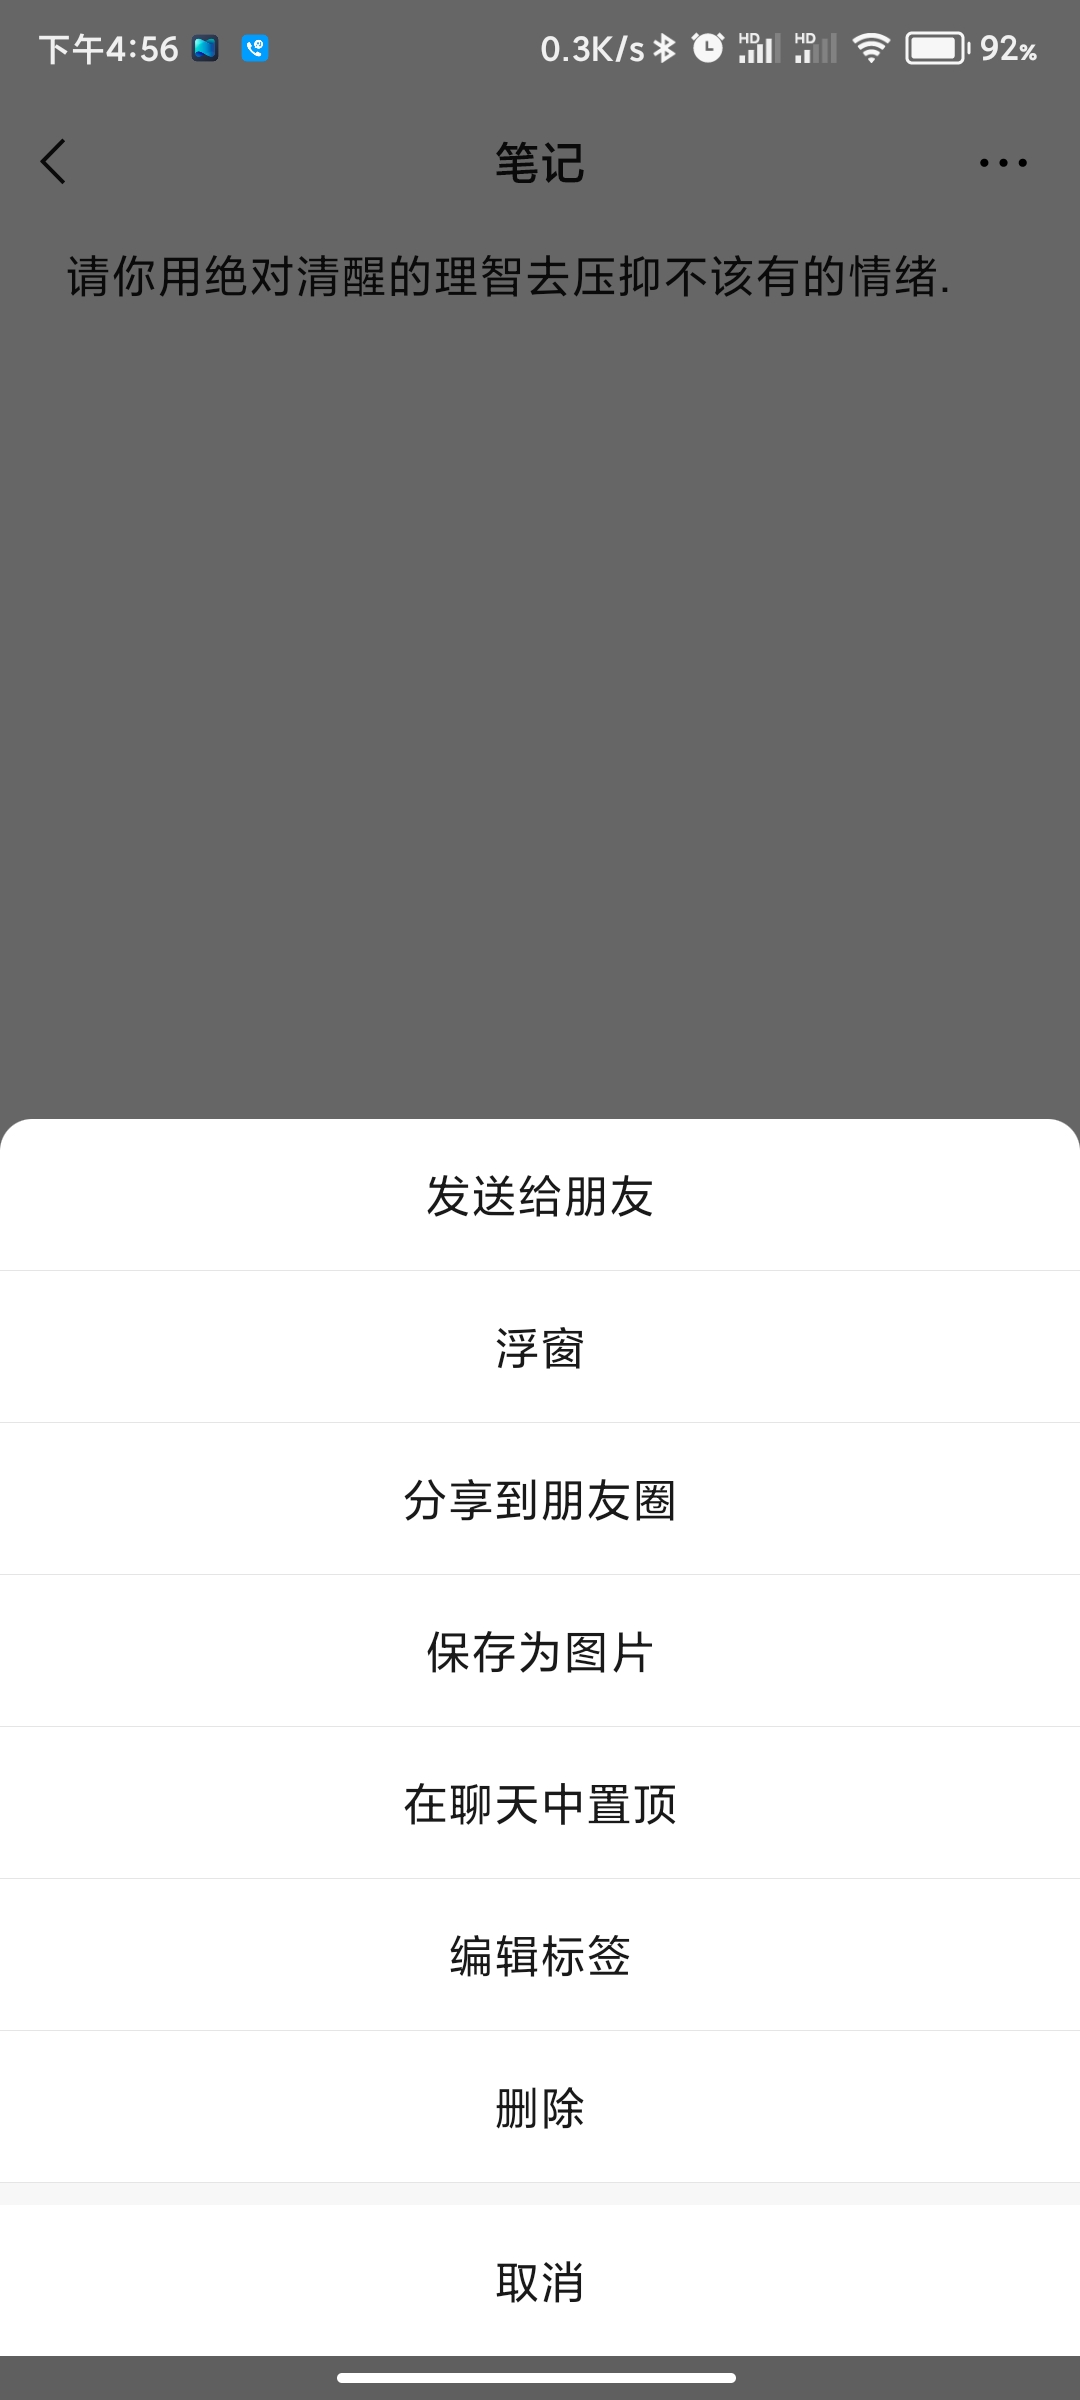 下午4:56 0.3K/s HD HD 92%
笔记
请你用绝对清醒的理智去压抑不该有的情绪.
发送给朋友
浮窗
分享到朋友圈
保存为图片
在聊天中置顶
编辑标签
删除
取消